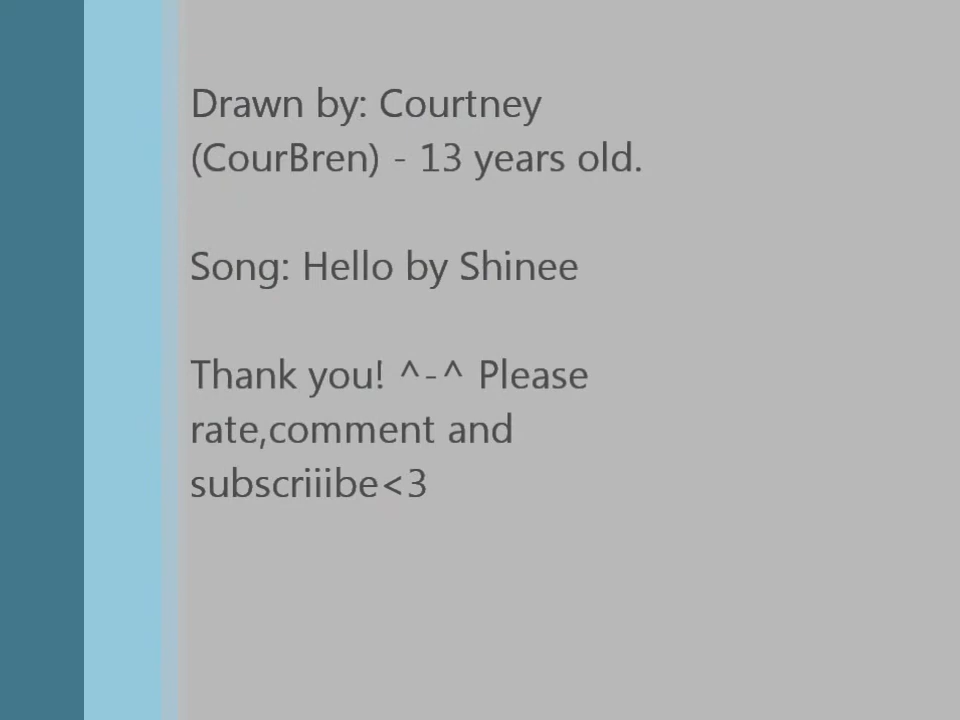 Drawn by: Courtney
(CourBren) - 13 years old.
Song: Hello by Shinee
Thank you! ^-^ Please
rate,comment and
subscriiibe<3